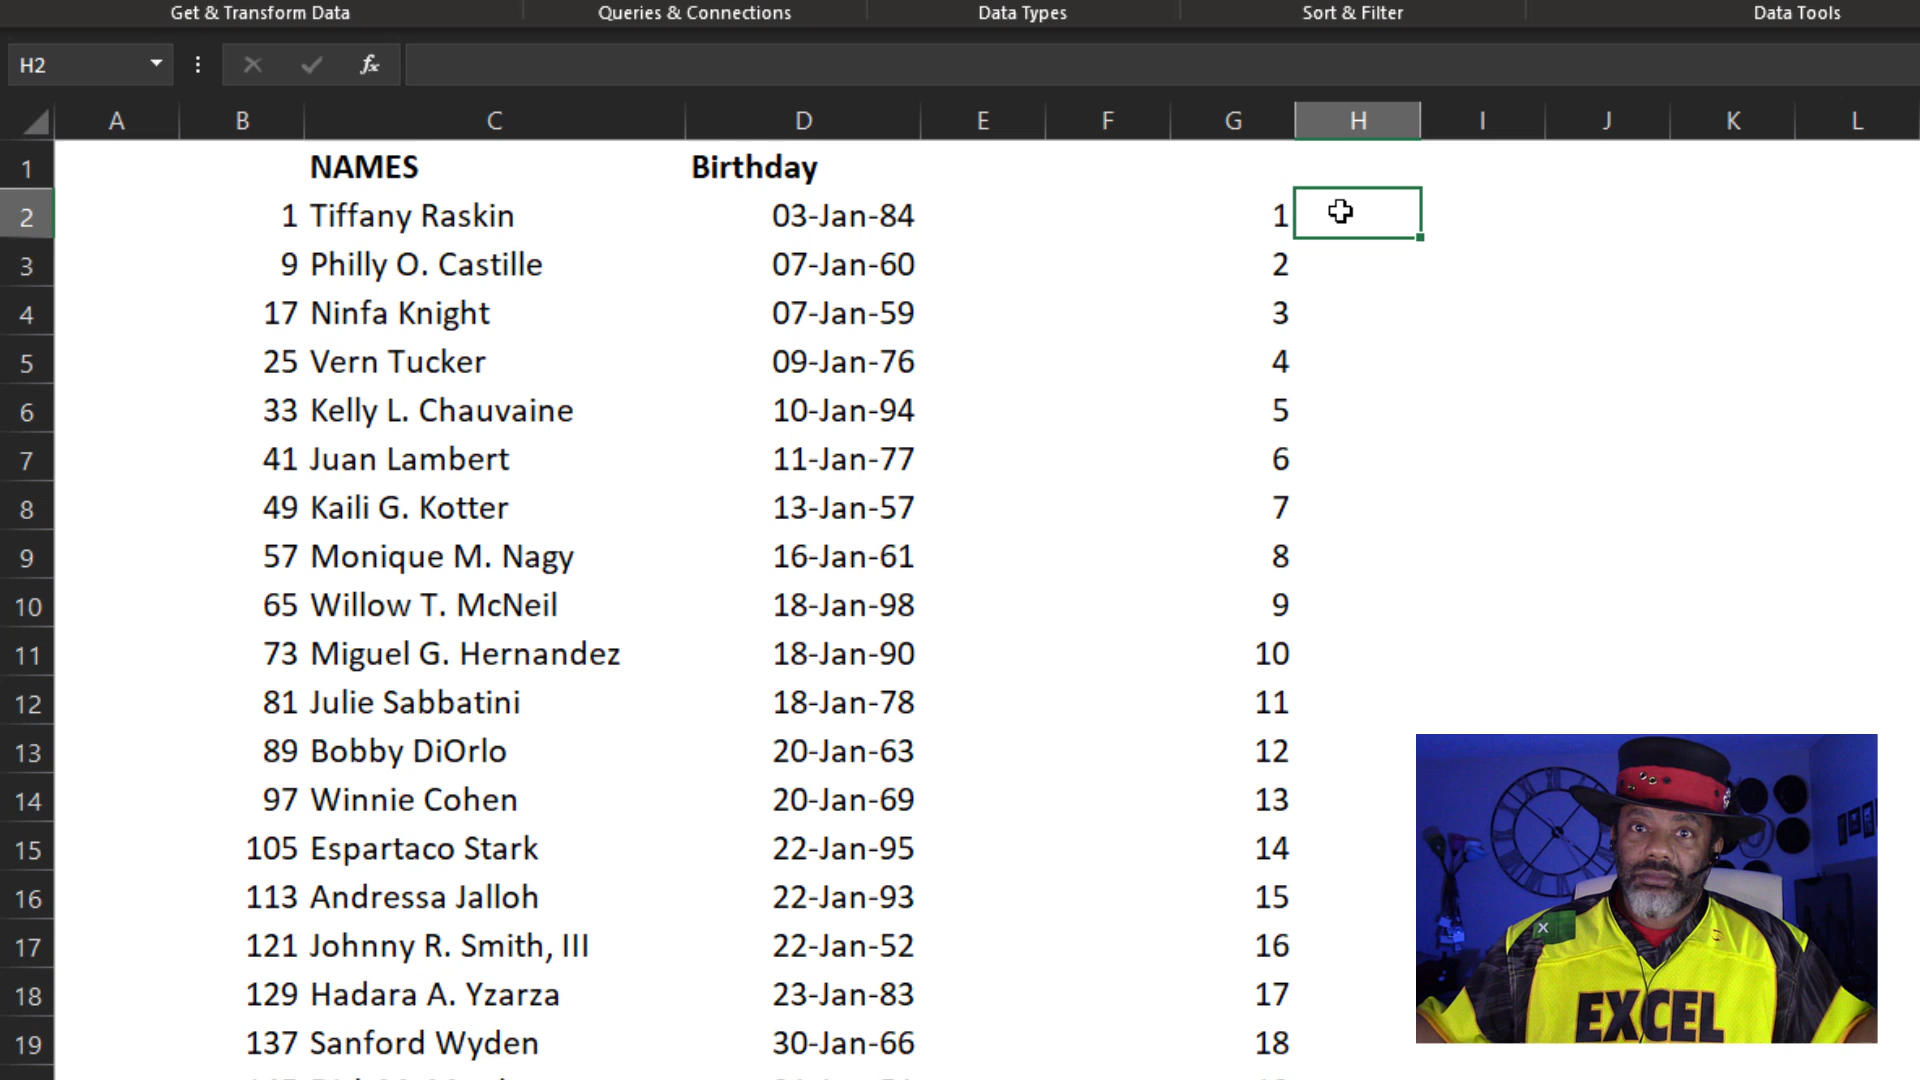 Get & Transform Data Queries & Connections Data Types Sort & Filter Data Tools
H2 fx
A B C D E F G H I J K L
1 NAMES Birthday
2 1 Tiffany Raskin 03-Jan-84 1
3 9 Philly O. Castille 07-Jan-60 2
4 17 Ninfa Knight 07-Jan-59 3
5 25 Vern Tucker 09-Jan-76 4
6 33 Kelly L. Chauvaine 10-Jan-94 5
7 41 Juan Lambert 11-Jan-77 6
8 49 Kaili G. Kotter 13-Jan-57 7
9 57 Monique M. Nagy 16-Jan-61 8
10 65 Willow T. McNeil 18-Jan-98 9
11 73 Miguel G. Hernandez 18-Jan-90 10
12 81 Julie Sabbatini 18-Jan-78 11
13 89 Bobby DiOrlo 20-Jan-63 12
14 97 Winnie Cohen 20-Jan-69 13
15 105 Espartaco Stark 22-Jan-95 14
16 113 Andressa Jalloh 22-Jan-93 15
17 121 Johnny R. Smith, III 22-Jan-52 16
18 129 Hadara A. Yzarza 23-Jan-83 17
19 137 Sanford Wyden 30-Jan-66 18
X
EXCEL